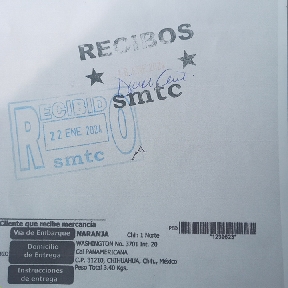 RECIBOS
smtc
RECIBIDO
22 ENE 2024
smtc
Cliente que recibe mercancía
Vía de Embarque NARANJA Chih 1 Norte
Domicilio de Entrega WASHINGTON No. 3701 Int. 20
Col PANAMERICANA
C.P. 31210, CHIHUAHUA, Chih., México
Instrucciones de entrega Peso Total 3.40 Kgs.